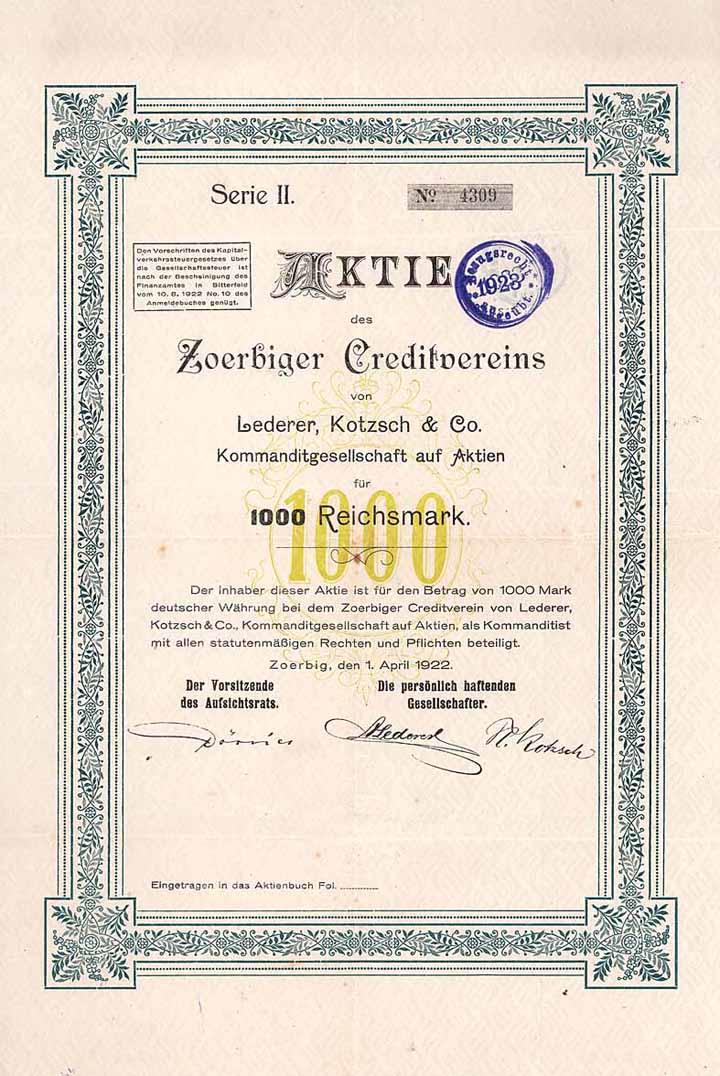 Serie II.
No 4309
Den Vorschriften des Kapital-
verkehrssteuergesetzes über
die Gesellschaftssteuer ist
nach der Bescheinigung des
Finanzamtes in Bitterfeld
vom 10. 8. 1922 No. 10 des
Anmeldebuches genügt.
AKTIE
Bezugsrecht
1923
ausgeübt.
des
Zoerbiger Creditvereins
von
Lederer, Kotzsch & Co.
Kommanditgesellschaft auf Aktien
für
1000 Reichsmark.
1000
Der Inhaber dieser Aktie ist für den Betrag von 1000 Mark
deutscher Währung bei dem Zoerbiger Creditverein von Lederer,
Kotzsch & Co., Kommanditgesellschaft auf Aktien, als Kommanditist
mit allen statutenmäßigen Rechten und Pflichten beteiligt.
Zoerbig, den 1. April 1922.
Der Vorsitzende
des Aufsichtsrats.
Die persönlich haftenden
Gesellschafter.
Lederer
Kotzsch
Eingetragen in das Aktienbuch Fol. ............